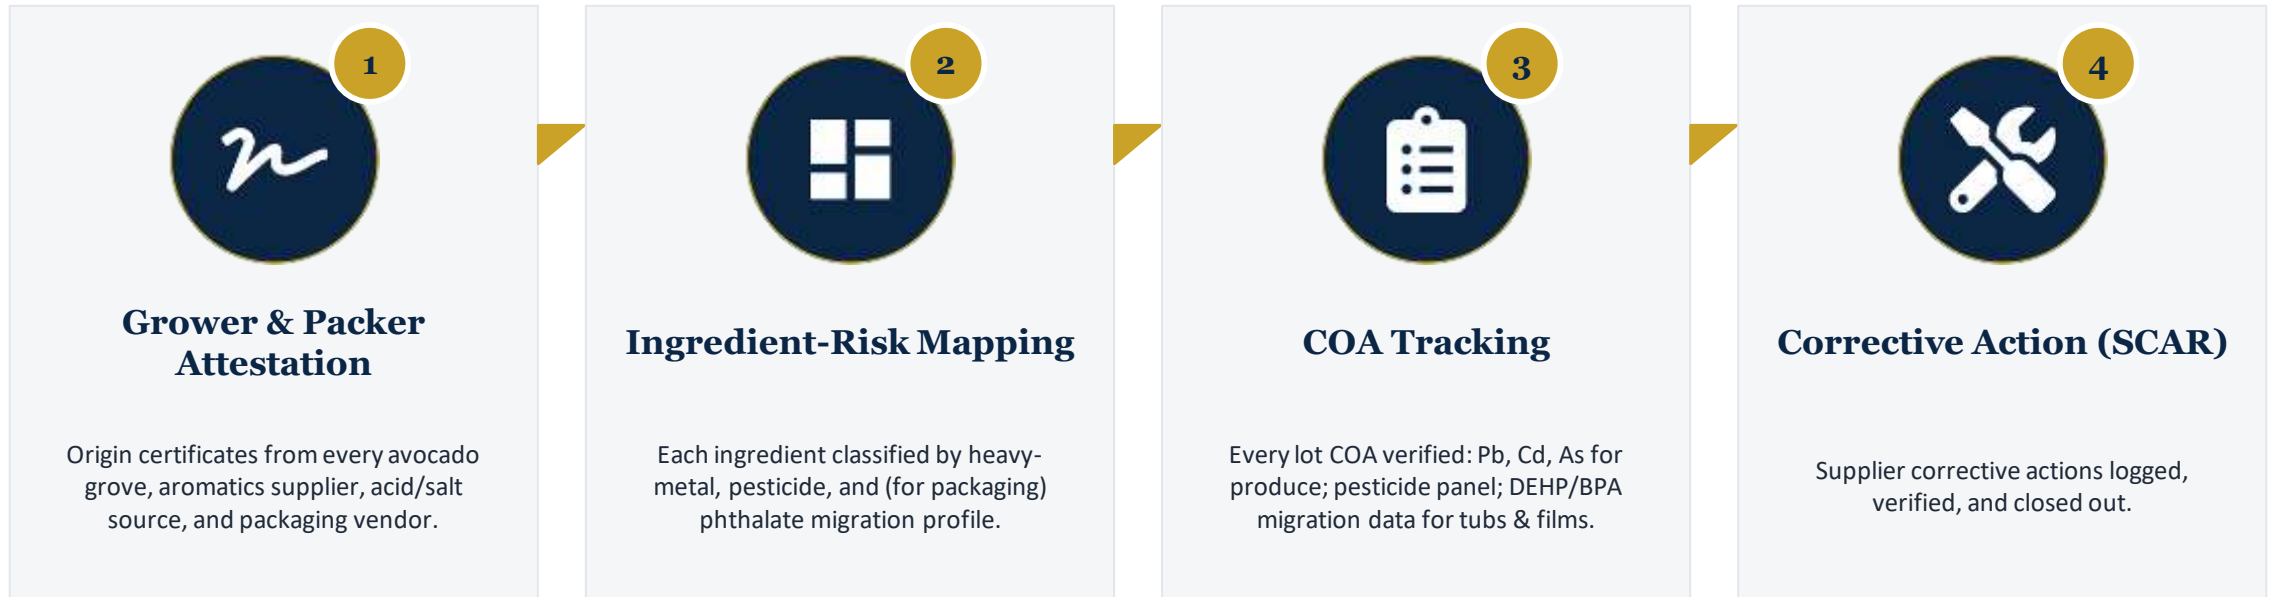 1
Grower & Packer
Attestation
Origin certificates from every avocado
grove, aromatics supplier, acid/salt
source, and packaging vendor.
2
Ingredient-Risk Mapping
Each ingredient classified by heavy-
metal, pesticide, and (for packaging)
phthalate migration profile.
3
COA Tracking
Every lot COA verified: Pb, Cd, As for
produce; pesticide panel; DEHP/BPA
migration data for tubs & films.
4
Corrective Action (SCAR)
Supplier corrective actions logged,
verified, and closed out.